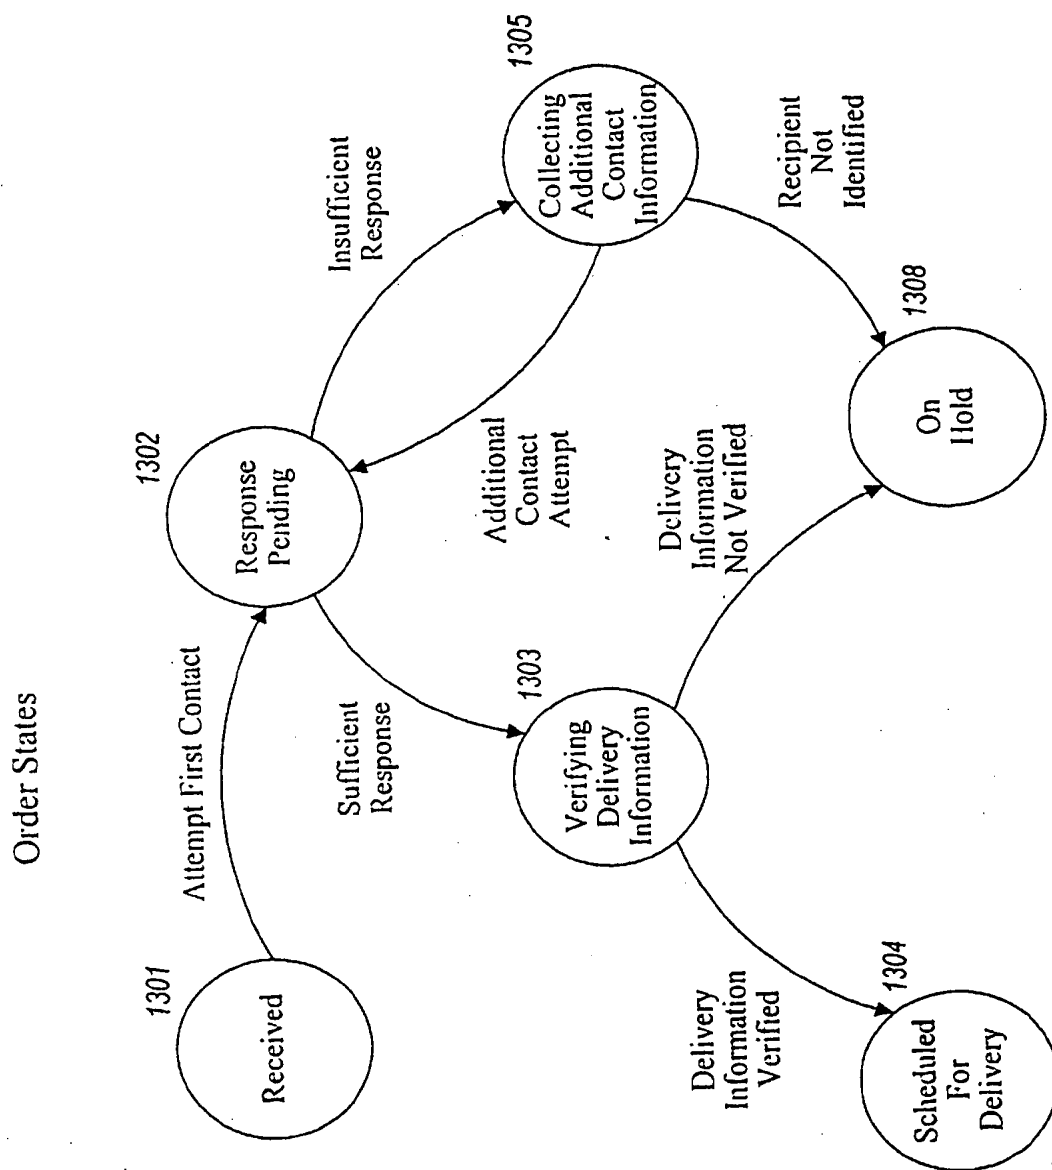 Order States
1301
Received
Attempt First Contact
1302
Response
Pending
Insufficient
Response
1305
Collecting
Additional
Contact
Information
Sufficient
Response
1303
Verifying
Delivery
Information
Additional
Contact
Attempt
Delivery
Information
Not Verified
Recipient
Not
Identified
1308
On
Hold
Delivery
Information
Verified
1304
Scheduled
For
Delivery